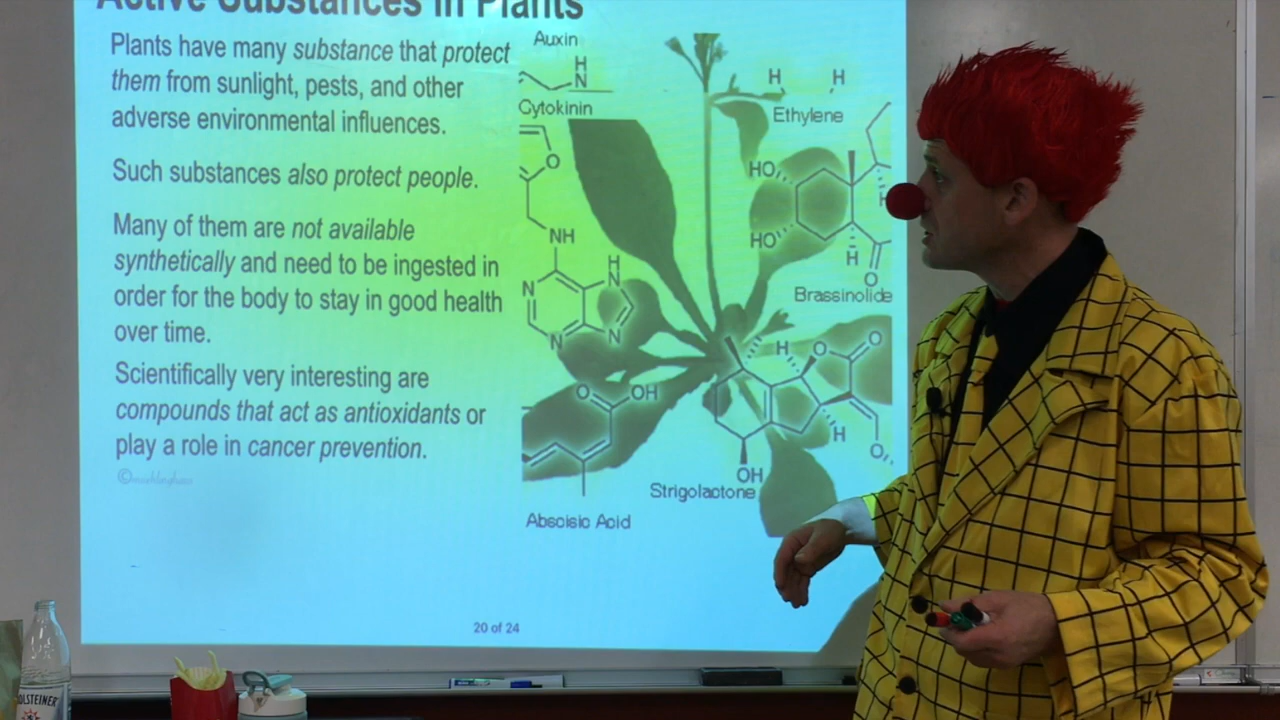 Active Substances in Plants
Plants have many substance that protect
them from sunlight, pests, and other
adverse environmental influences.
Such substances also protect people.
Many of them are not available
synthetically and need to be ingested in
order for the body to stay in good health
over time.
Scientifically very interesting are
compounds that act as antioxidants or
play a role in cancer prevention.
Auxin
H
N
Cytokinin
O
NH
H
N
N
N
N
H H
Ethylene
HO
HO
H
H
O
Brassinolide
O
OH
Abscisic Acid
H
O
O
H
O
OH
Strigolactone
20 of 24
OLSTEINER